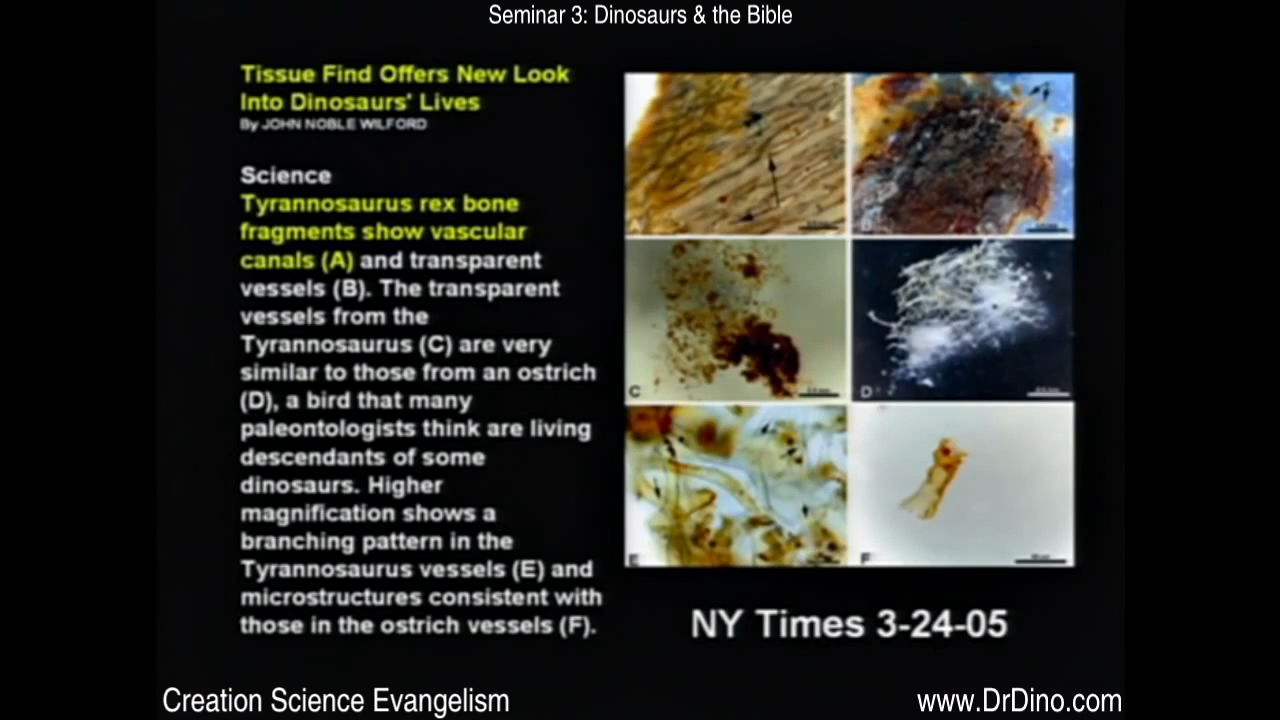 Seminar 3: Dinosaurs & the Bible
Tissue Find Offers New Look
Into Dinosaurs' Lives
By JOHN NOBLE WILFORD
Science
Tyrannosaurus rex bone
fragments show vascular
canals (A) and transparent
vessels (B). The transparent
vessels from the
Tyrannosaurus (C) are very
similar to those from an ostrich
(D), a bird that many
paleontologists think are living
descendants of some
dinosaurs. Higher
magnification shows a
branching pattern in the
Tyrannosaurus vessels (E) and
microstructures consistent with
those in the ostrich vessels (F).
A
B
C
D
E
F
NY Times 3-24-05
Creation Science Evangelism
www.DrDino.com